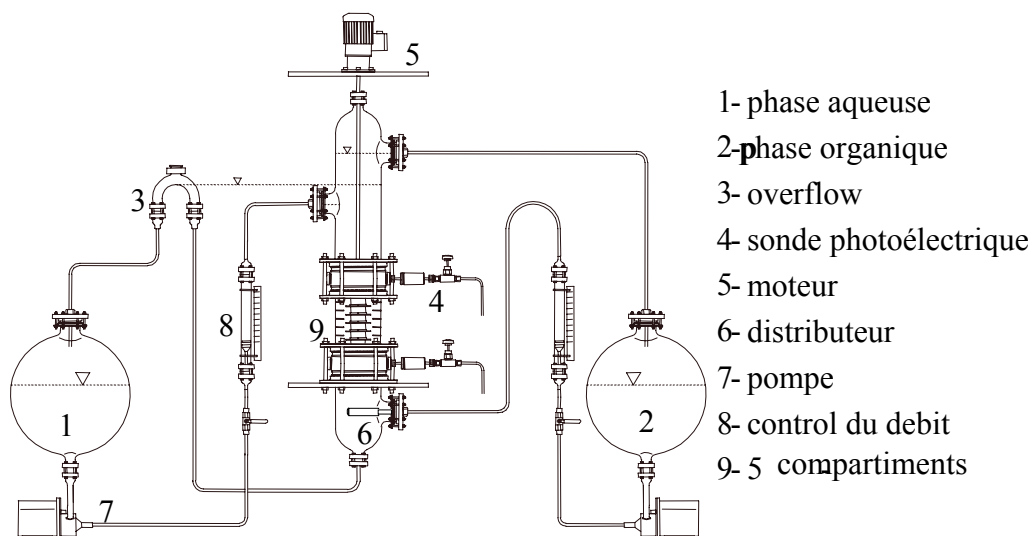 5
3
4
8
9
1
6
2
7
1- phase aqueuse
2-phase organique
3- overflow
4- sonde photoélectrique
5- moteur
6- distributeur
7- pompe
8- control du debit
9- 5 compartiments